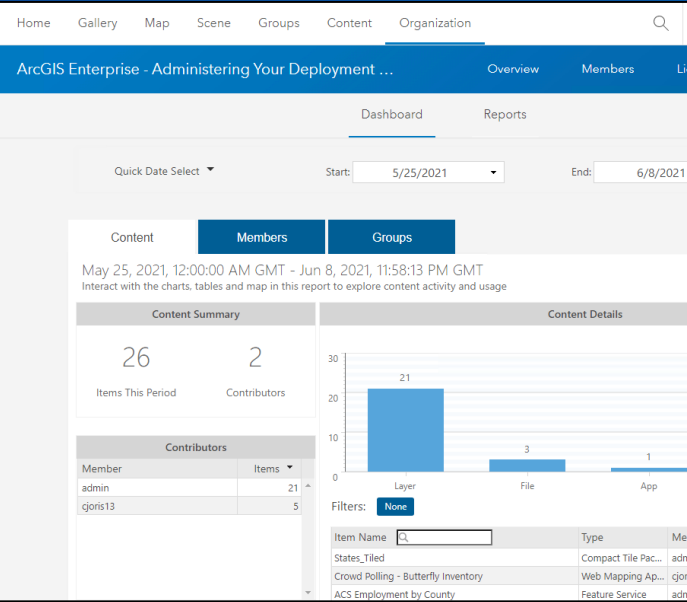 Home Gallery Map Scene Groups Content Organization
ArcGIS Enterprise - Administering Your Deployment ... Overview Members Li
Dashboard Reports
Quick Date Select Start: 5/25/2021 End: 6/8/2021
Content Members Groups
May 25, 2021, 12:00:00 AM GMT - Jun 8, 2021, 11:58:13 PM GMT
Interact with the charts, tables and map in this report to explore content activity and usage
Content Summary
26 2
Items This Period Contributors
Contributors
Member Items
admin 21
cjoris13 5
Content Details
30
20
10
0
21
3
1
Layer File App
Filters: None
Item Name Type Me
States_Tiled Compact Tile Pac... adm
Crowd Polling - Butterfly Inventory Web Mapping Ap... cjor
ACS Employment by County Feature Service adm